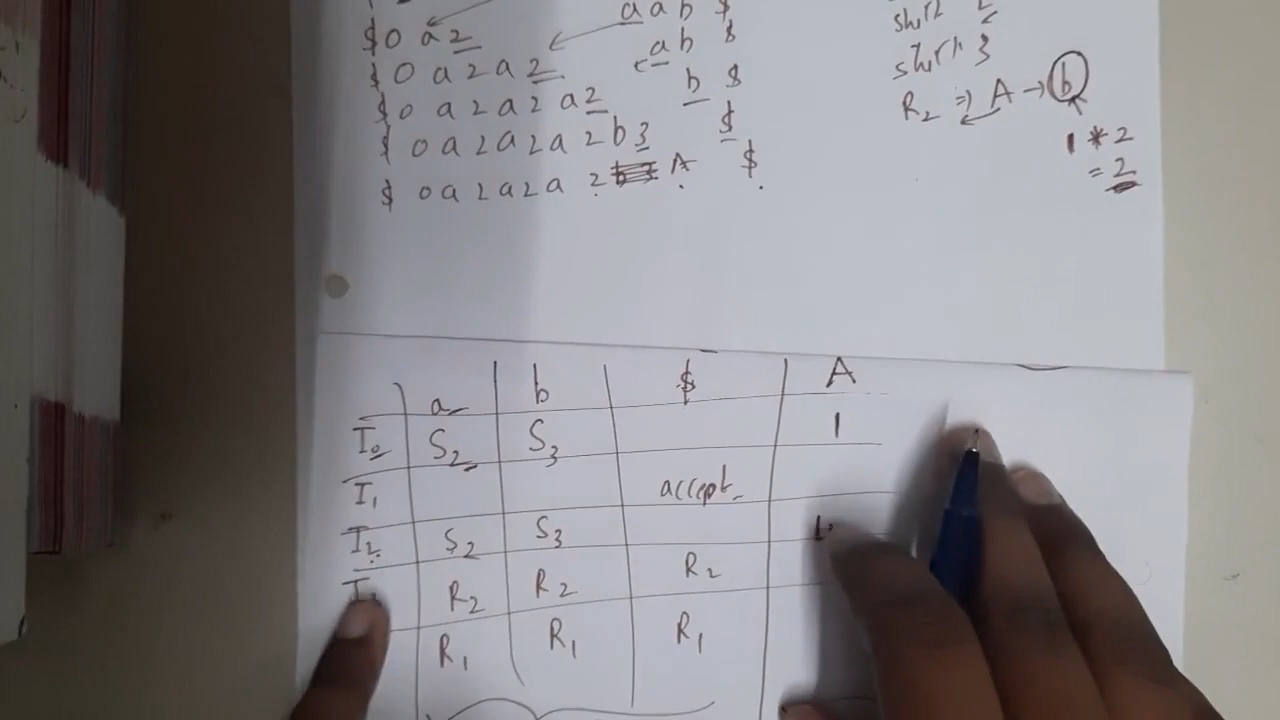 $0 a2 aab $ shift 2
$0 a2a2 ab $ shift 3
$0 a2a2a2 b $ R2 => A → b
$0a2a2a2b3 $ 1 * 2
$0a2a2a2 A $ = 2
a b $ A
I0 S2 S3 1
I1 accept
I2 S2 S3
R2 R2 R2
R1 R1 R1